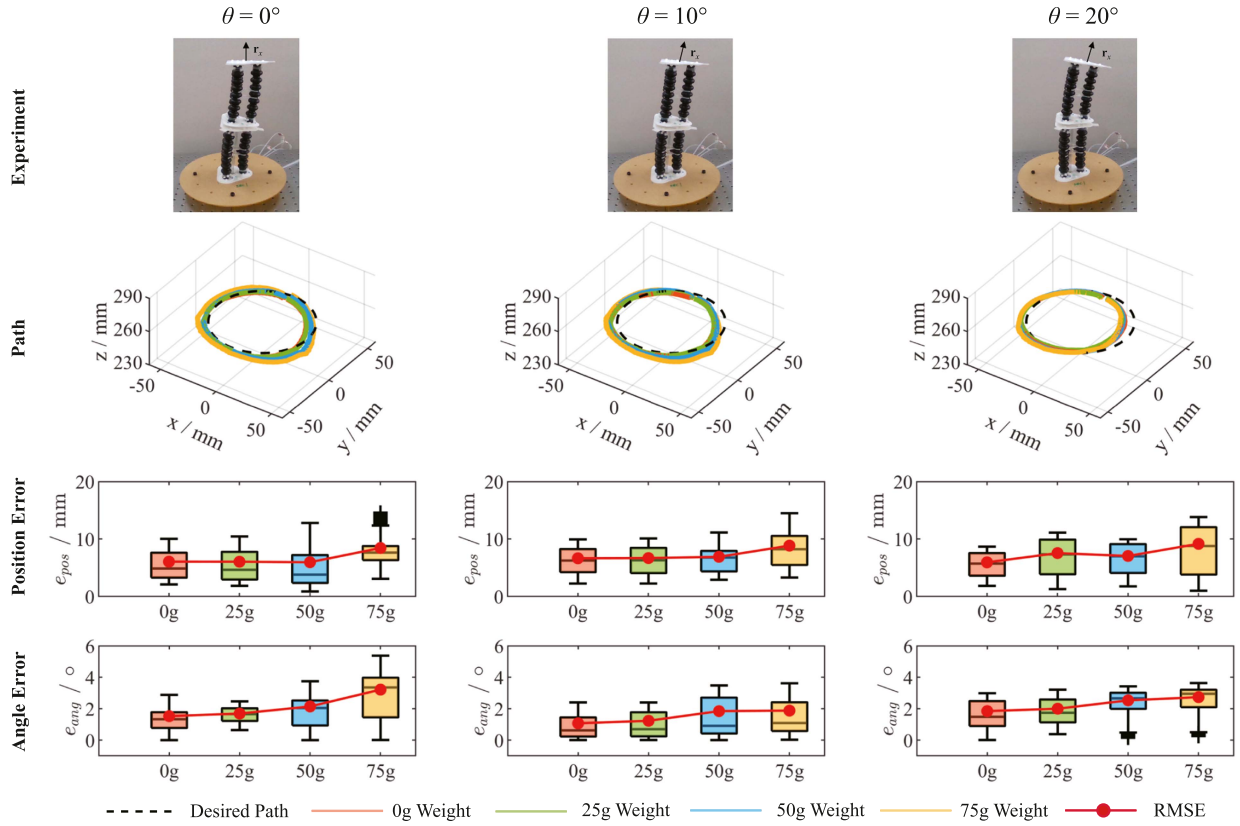 θ = 0° θ = 10° θ = 20°
Experiment
r_x r_x r_x
Path
z / mm 290 260 230 -50 0 50 x / mm -50 0 50 y / mm
z / mm 290 260 230 -50 0 50 x / mm -50 0 50 y / mm
z / mm 290 260 230 -50 0 50 x / mm -50 0 50 y / mm
Position Error
e_pos / mm 20 10 0 0g 25g 50g 75g
e_pos / mm 20 10 0 0g 25g 50g 75g
e_pos / mm 20 10 0 0g 25g 50g 75g
Angle Error
e_ang / ° 6 4 2 0 0g 25g 50g 75g
e_ang / ° 6 4 2 0 0g 25g 50g 75g
e_ang / ° 6 4 2 0 0g 25g 50g 75g
Desired Path 0g Weight 25g Weight 50g Weight 75g Weight RMSE